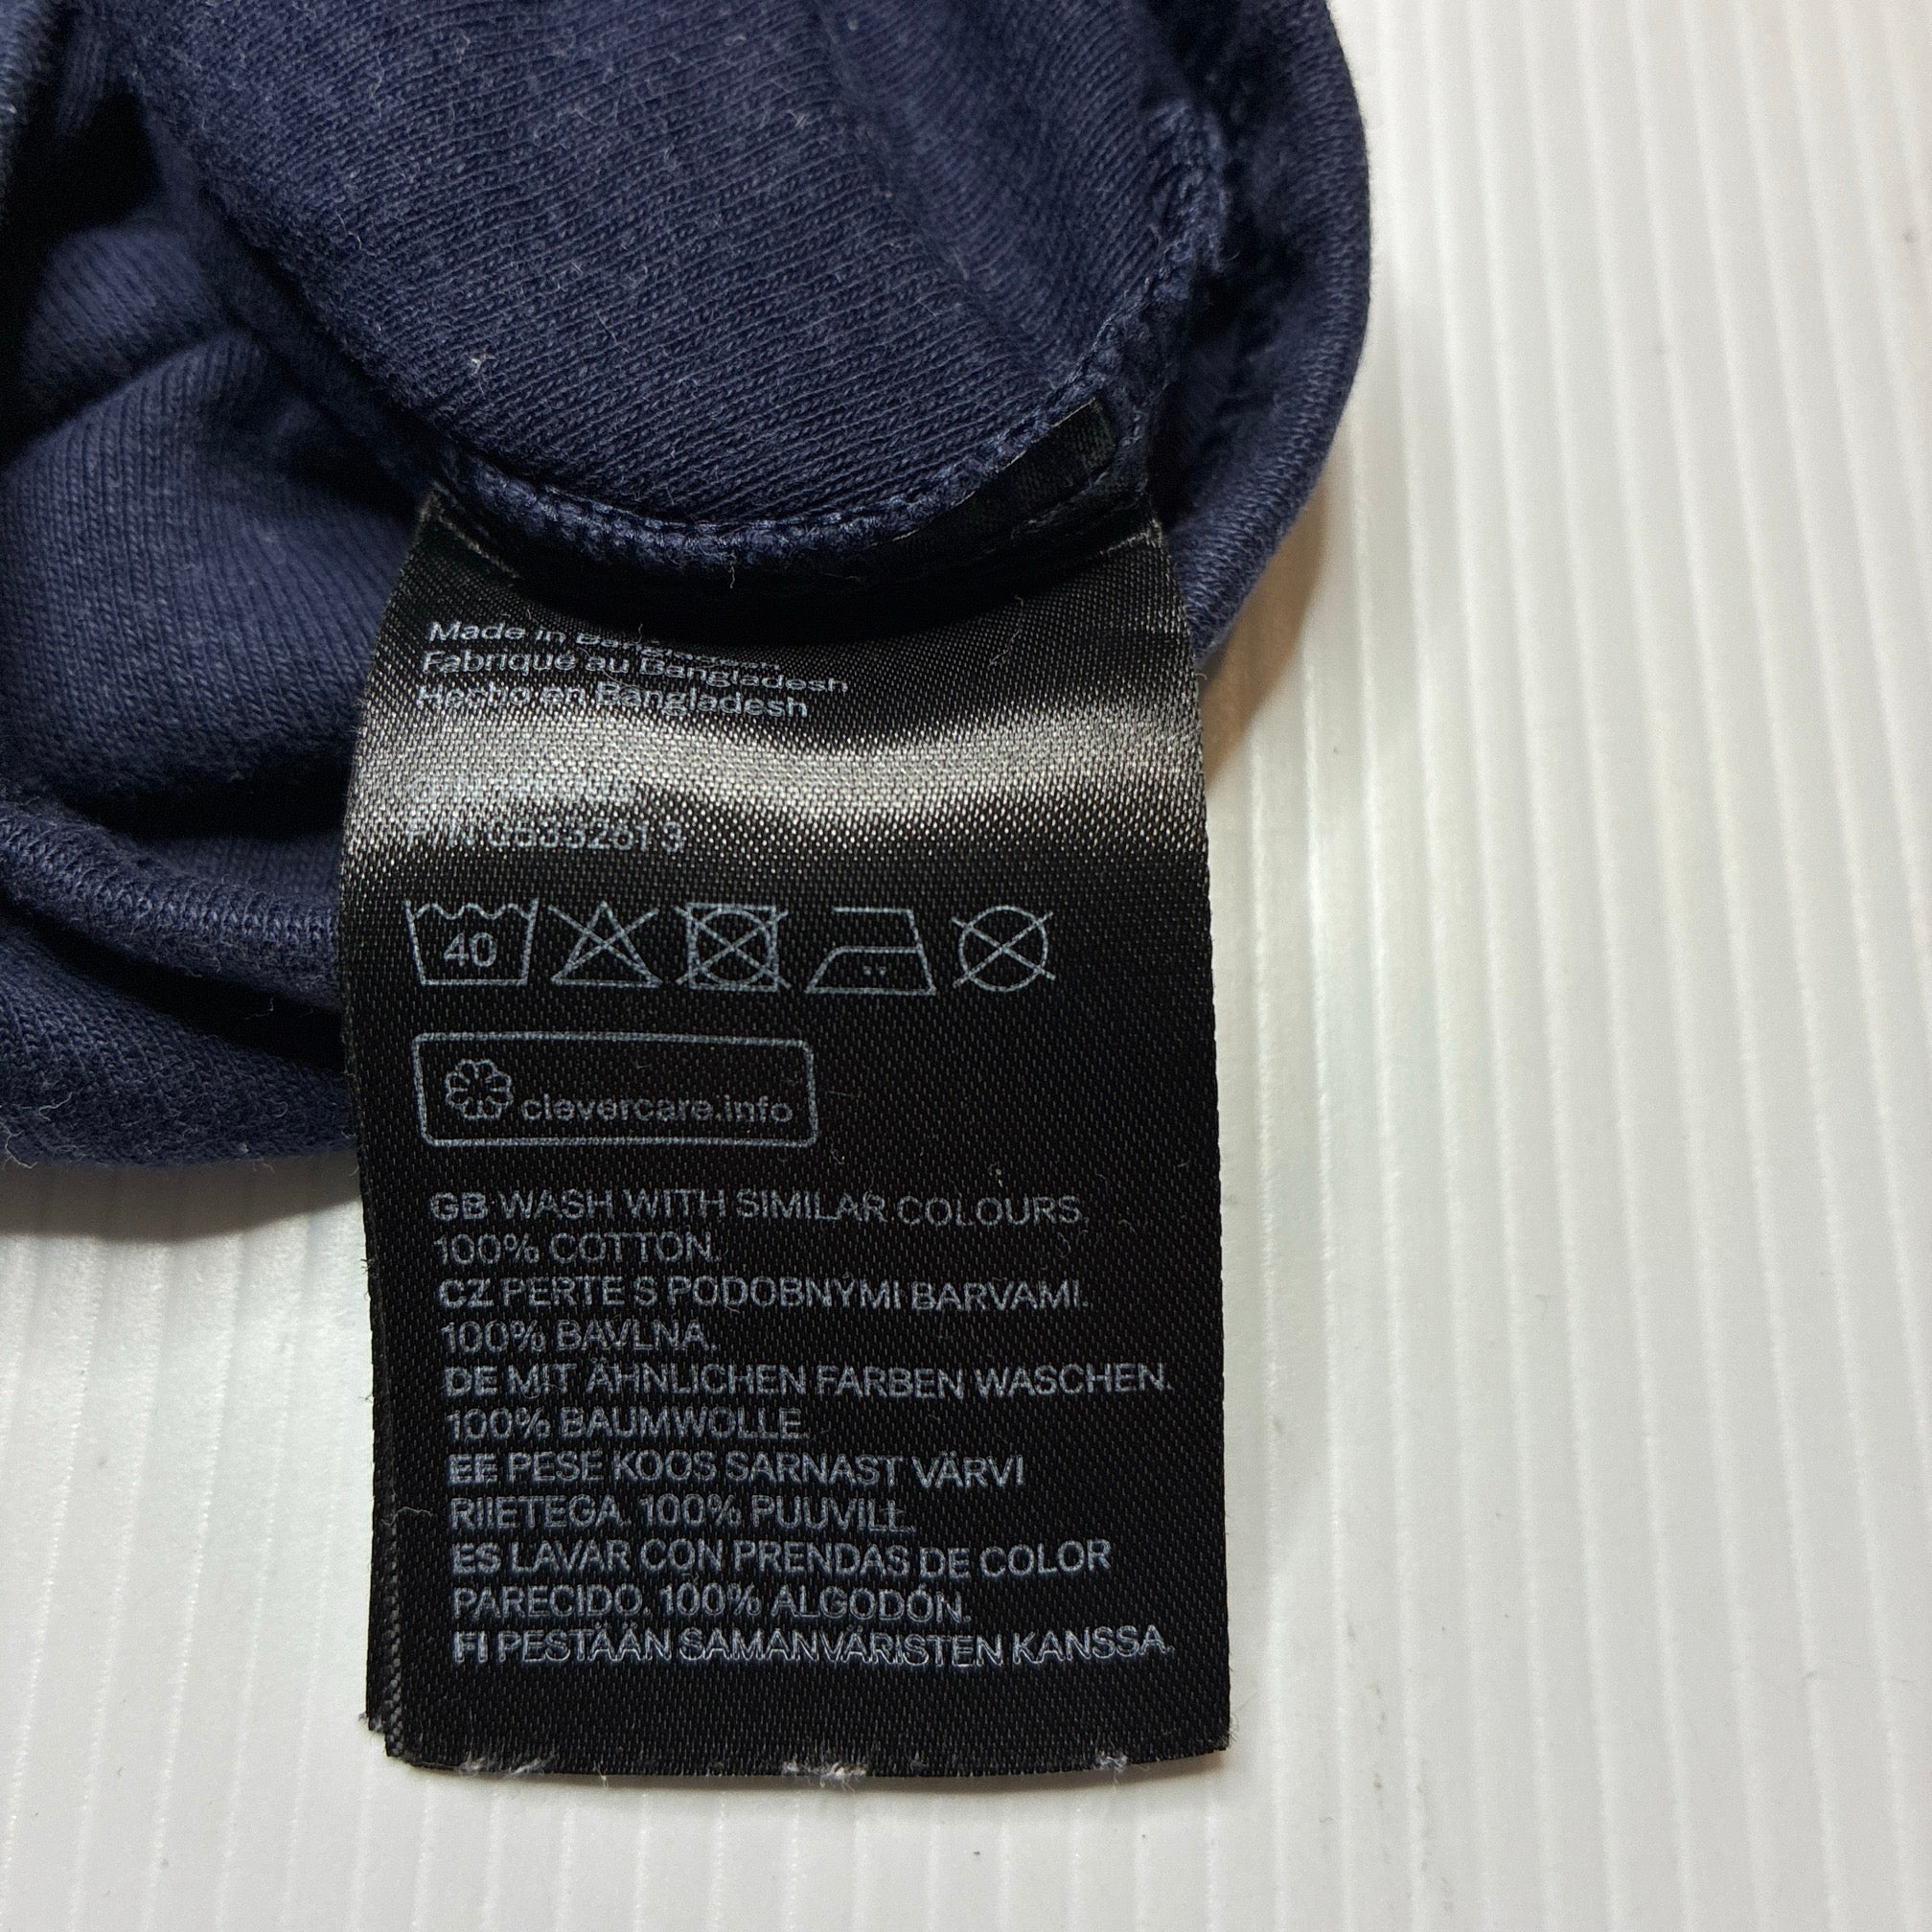 Made in Bangladesh
Fabriqué au Bangladesh
Hecho en Bangladesh
40
clevercare.info
GB WASH WITH SIMILAR COLOURS.
100% COTTON.
CZ PERTE S PODOBNÝMI BARVAMI.
100% BAVLNA.
DE MIT ÄHNLICHEN FARBEN WASCHEN.
100% BAUMWOLLE.
EE PESE KOOS SARNAST VÄRVI
RIIETEGA. 100% PUUVILL.
ES LAVAR CON PRENDAS DE COLOR
PARECIDO. 100% ALGODÓN.
FI PESTÄÄN SAMANVÄRISTEN KANSSA.